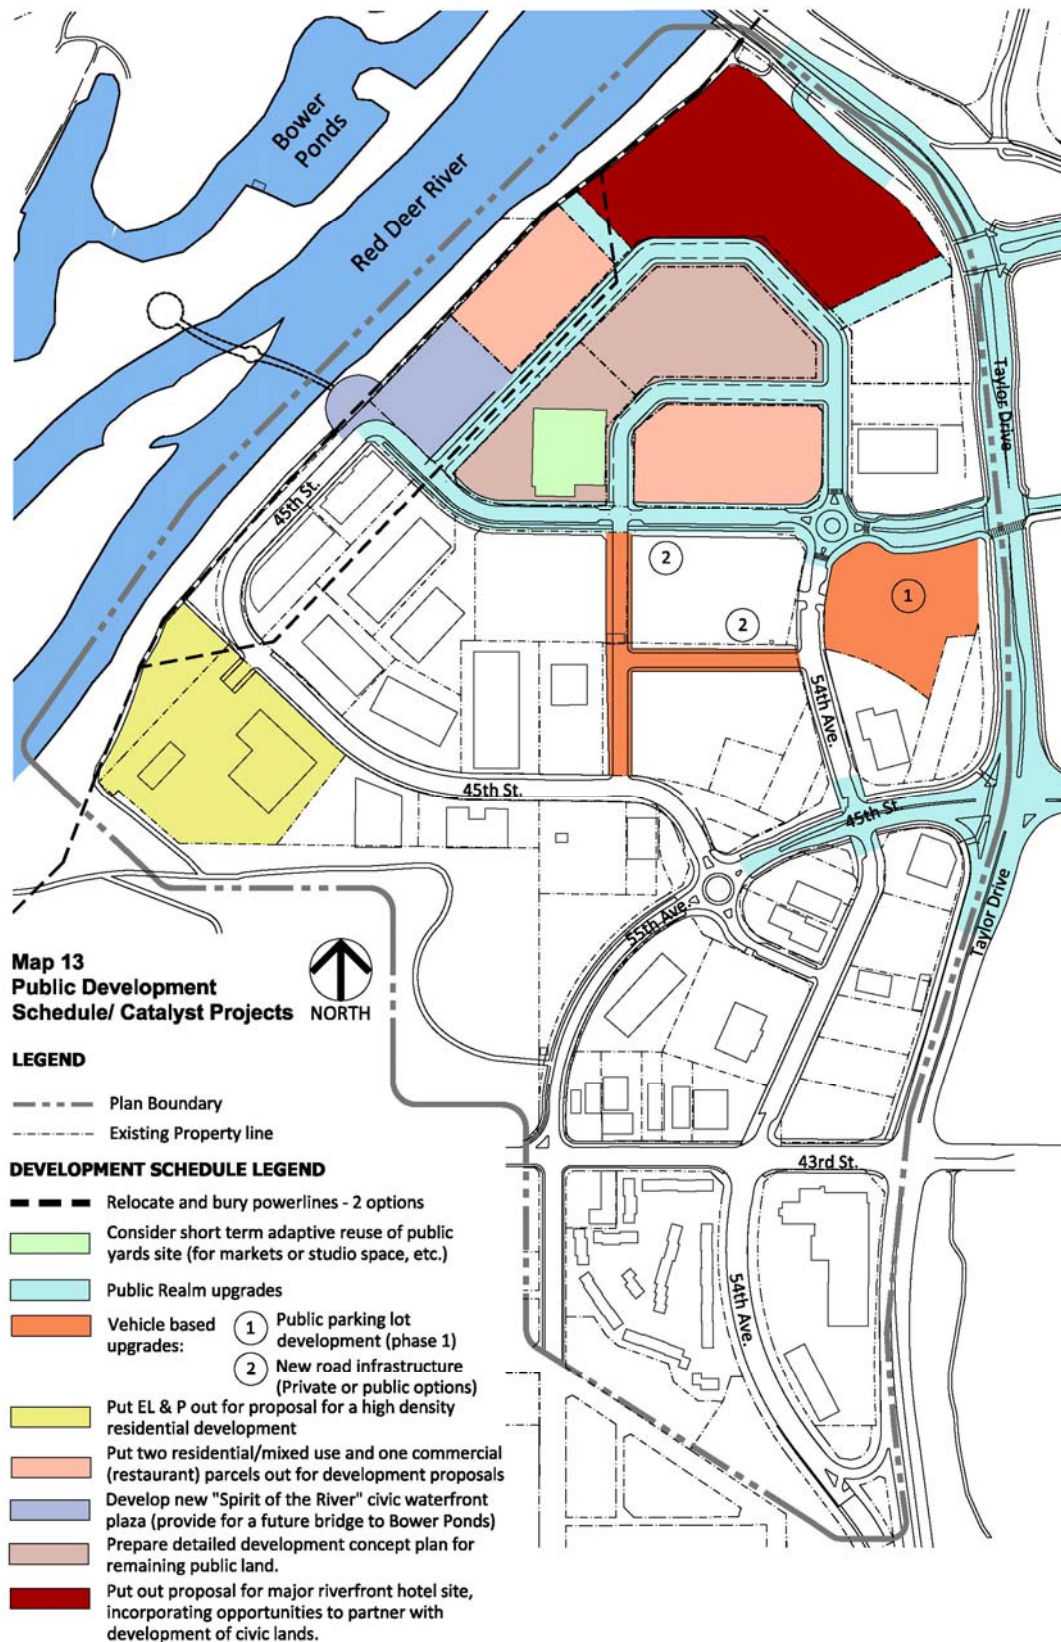 Bower
Ponds
Red Deer River
Taylor Drive
45th St.
2
1
2
54th Ave.
45th St.
45th St.
Taylor Drive
55th Ave.
43rd St.
54th Ave.
Map 13
Public Development
Schedule/ Catalyst Projects
NORTH
LEGEND
Plan Boundary
Existing Property line
DEVELOPMENT SCHEDULE LEGEND
Relocate and bury powerlines - 2 options
Consider short term adaptive reuse of public
yards site (for markets or studio space, etc.)
Public Realm upgrades
Vehicle based
upgrades:
1 Public parking lot
development (phase 1)
2 New road infrastructure
(Private or public options)
Put EL & P out for proposal for a high density
residential development
Put two residential/mixed use and one commercial
(restaurant) parcels out for development proposals
Develop new "Spirit of the River" civic waterfront
plaza (provide for a future bridge to Bower Ponds)
Prepare detailed development concept plan for
remaining public land.
Put out proposal for major riverfront hotel site,
incorporating opportunities to partner with
development of civic lands.